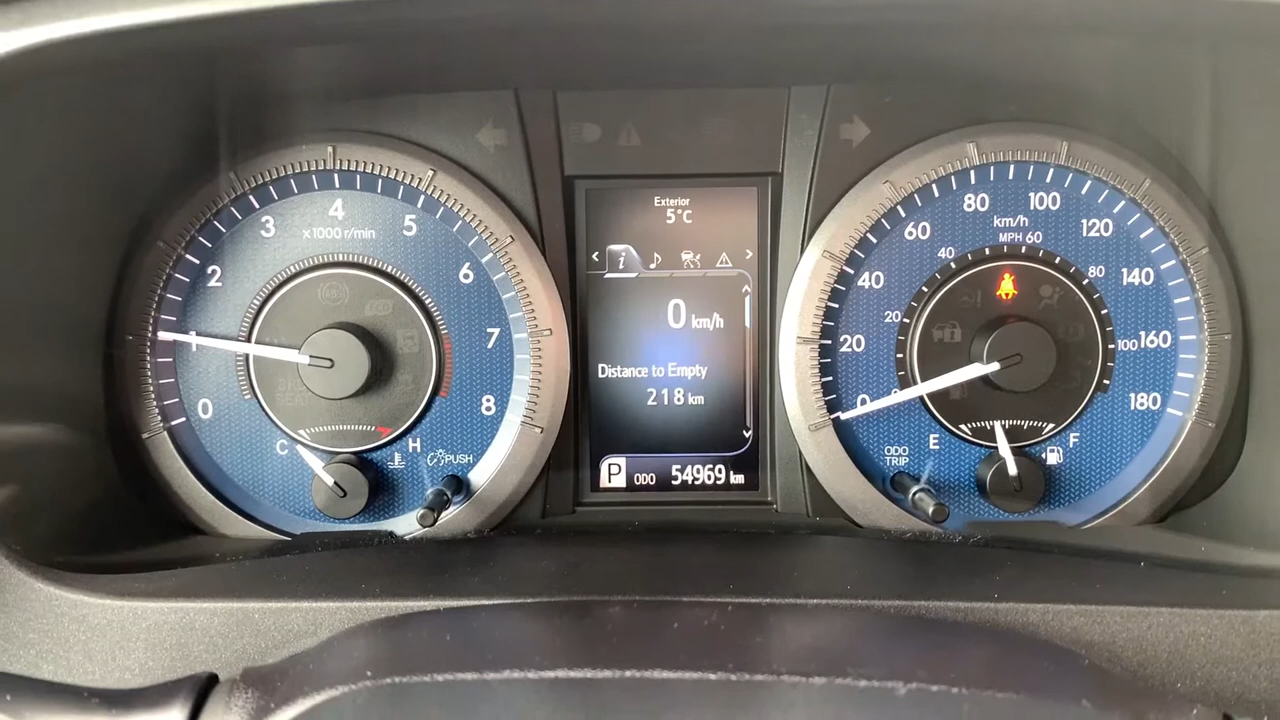 0
1
2
3
4
5
6
7
8
x1000 r/min
C
H
PUSH
Exterior
5°C
i
0 km/h
Distance to Empty
218 km
P ODO 54969 km
0
20
40
60
80
100
120
140
160
180
km/h
MPH
0
20
40
60
80
100
ODO
TRIP
E
F